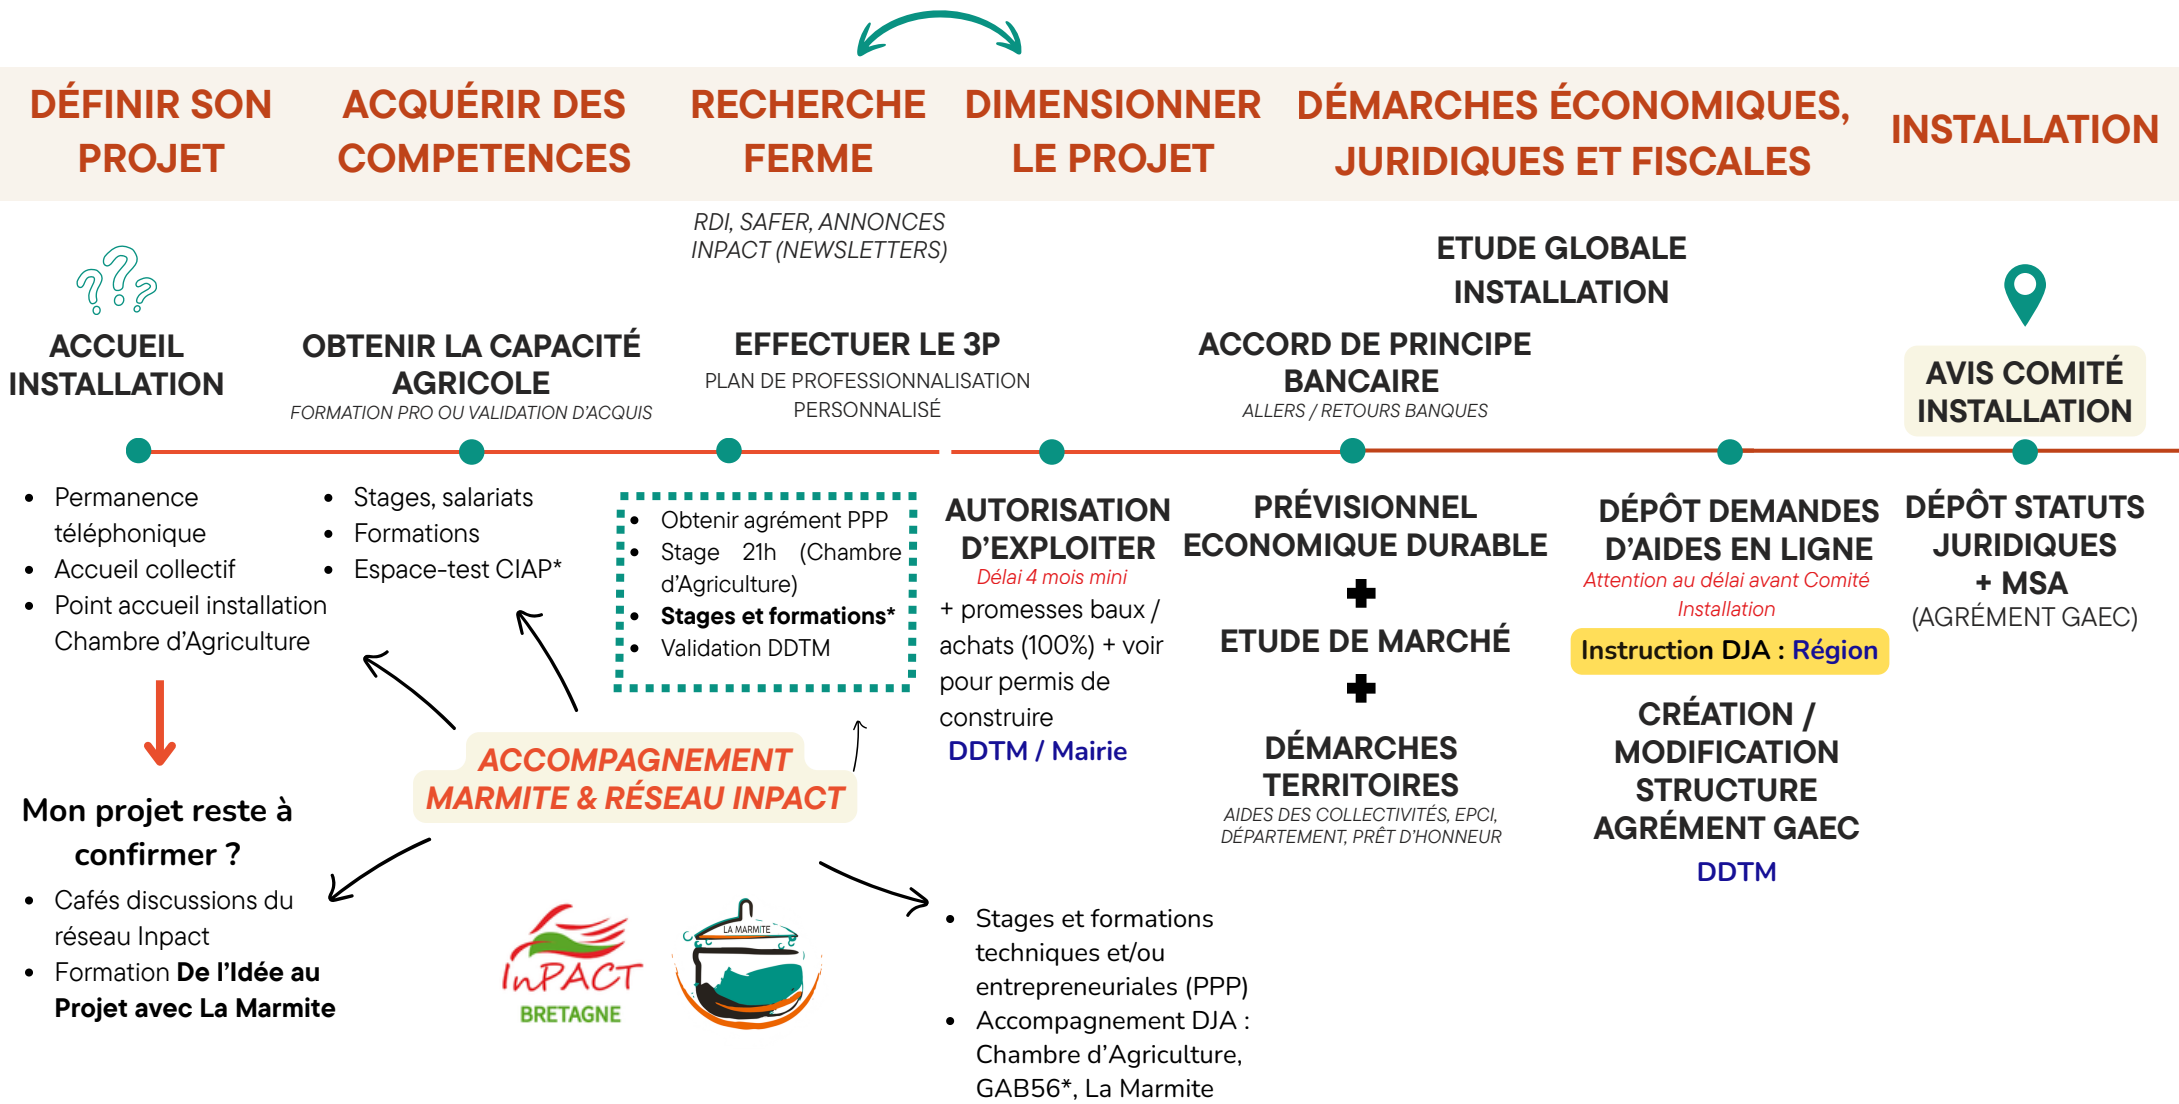 DÉFINIR SON
PROJET
ACQUÉRIR DES
COMPETENCES
RECHERCHE
FERME
DIMENSIONNER
LE PROJET
DÉMARCHES ÉCONOMIQUES,
JURIDIQUES ET FISCALES
INSTALLATION
RDI, SAFER, ANNONCES
INPACT (NEWSLETTERS)
ETUDE GLOBALE
INSTALLATION
???
ACCUEIL
INSTALLATION
OBTENIR LA CAPACITÉ
AGRICOLE
FORMATION PRO OU VALIDATION D'ACQUIS
EFFECTUER LE 3P
PLAN DE PROFESSIONNALISATION
PERSONNALISÉ
ACCORD DE PRINCIPE
BANCAIRE
ALLERS / RETOURS BANQUES
AVIS COMITÉ
INSTALLATION
• Permanence
téléphonique
• Accueil collectif
• Point accueil installation
Chambre d'Agriculture
• Stages, salariats
• Formations
• Espace-test CIAP*
• Obtenir agrément PPP
• Stage 21h (Chambre
d'Agriculture)
• Stages et formations*
• Validation DDTM
AUTORISATION
D'EXPLOITER
Délai 4 mois mini
+ promesses baux /
achats (100%) + voir
pour permis de
construire
DDTM / Mairie
PRÉVISIONNEL
ECONOMIQUE DURABLE
+
ETUDE DE MARCHÉ
+
DÉMARCHES
TERRITOIRES
AIDES DES COLLECTIVITÉS, EPCI,
DÉPARTEMENT, PRÊT D'HONNEUR
DÉPÔT DEMANDES
D'AIDES EN LIGNE
Attention au délai avant Comité
Installation
Instruction DJA : Région
CRÉATION /
MODIFICATION
STRUCTURE
AGRÉMENT GAEC
DDTM
DÉPÔT STATUTS
JURIDIQUES
+ MSA
(AGRÉMENT GAEC)
ACCOMPAGNEMENT
MARMITE & RÉSEAU INPACT
Mon projet reste à
confirmer ?
• Cafés discussions du
réseau Inpact
• Formation De l'Idée au
Projet avec La Marmite
InPACT
BRETAGNE
LA MARMITE
• Stages et formations
techniques et/ou
entrepreneuriales (PPP)
• Accompagnement DJA :
Chambre d'Agriculture,
GAB56*, La Marmite